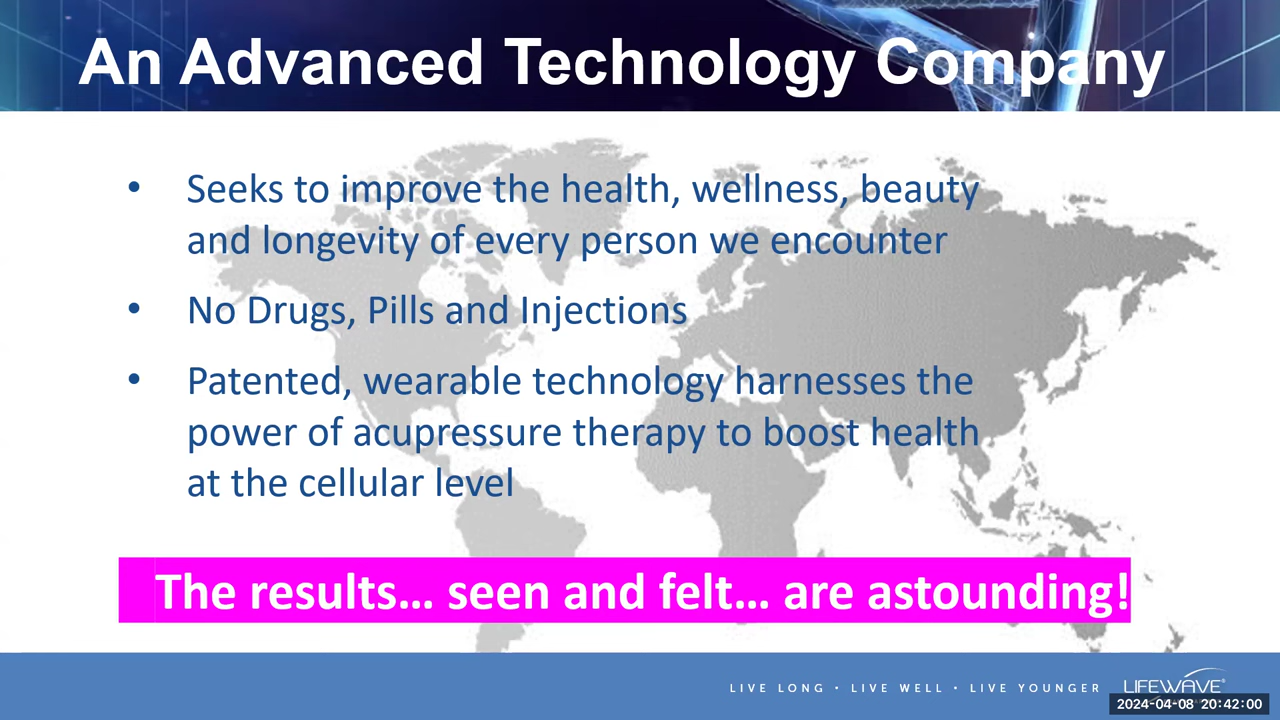 An Advanced Technology Company
• Seeks to improve the health, wellness, beauty
and longevity of every person we encounter
• No Drugs, Pills and Injections
• Patented, wearable technology harnesses the
power of acupressure therapy to boost health
at the cellular level
The results... seen and felt... are astounding!
LIVE LONG • LIVE WELL • LIVE YOUNGER
LIFEWAVE®
2024-04-08 20:42:00